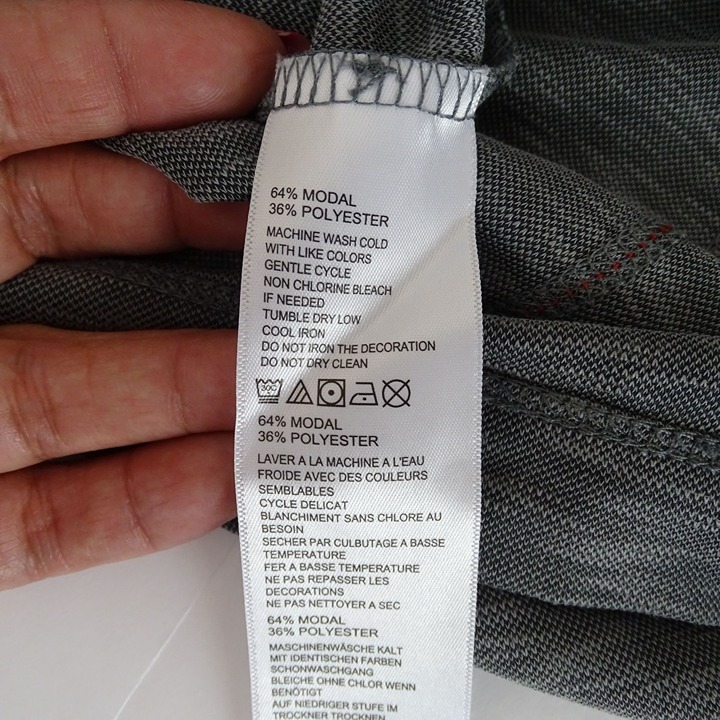 64% MODAL
36% POLYESTER
MACHINE WASH COLD
WITH LIKE COLORS
GENTLE CYCLE
NON CHLORINE BLEACH
IF NEEDED
TUMBLE DRY LOW
COOL IRON
DO NOT IRON THE DECORATION
DO NOT DRY CLEAN
30C
64% MODAL
36% POLYESTER
LAVER A LA MACHINE A L'EAU
FROIDE AVEC DES COULEURS
SEMBLABLES
CYCLE DELICAT
BLANCHIMENT SANS CHLORE AU
BESOIN
SECHER PAR CULBUTAGE A BASSE
TEMPERATURE
FER A BASSE TEMPERATURE
NE PAS REPASSER LES
DECORATIONS
NE PAS NETTOYER A SEC
64% MODAL
36% POLYESTER
MASCHINENWÄSCHE KALT
MIT IDENTISCHEN FARBEN
SCHONWASCHGANG
BLEICHE OHNE CHLOR WENN
BENÖTIGT
AUF NIEDRIGER STUFE IM
TROCKNER TROCKNEN